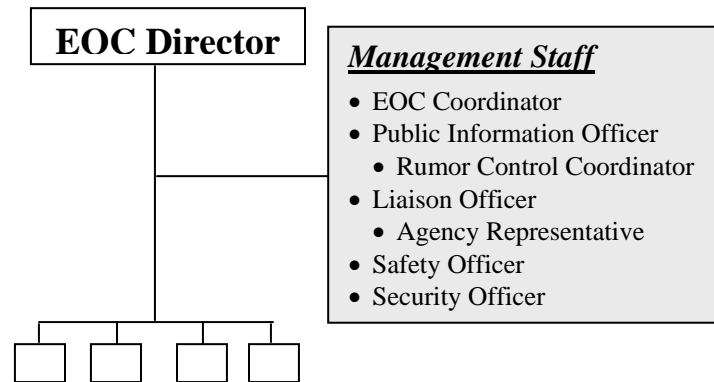 EOC Director
Management Staff
• EOC Coordinator
• Public Information Officer
• Rumor Control Coordinator
• Liaison Officer
• Agency Representative
• Safety Officer
• Security Officer